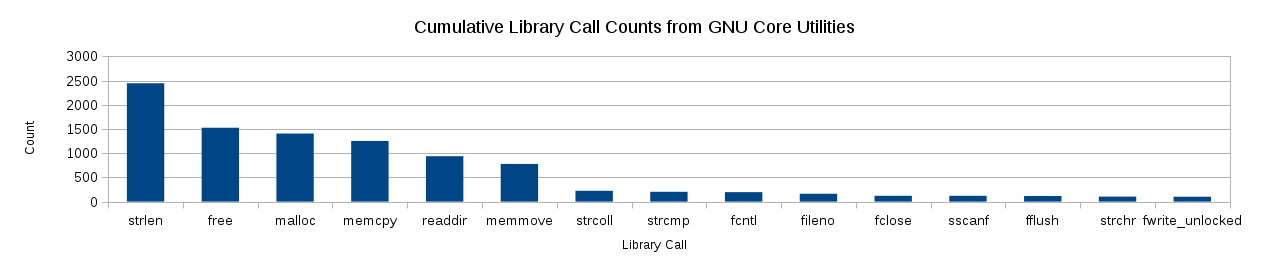 Cumulative Library Call Counts from GNU Core Utilities
3000
2500
2000
1500
1000
500
0
Count
strlen free malloc memcpy readdir memmove strcoll strcmp fcntl fileno fclose sscanf fflush strchr fwrite_unlocked
Library Call